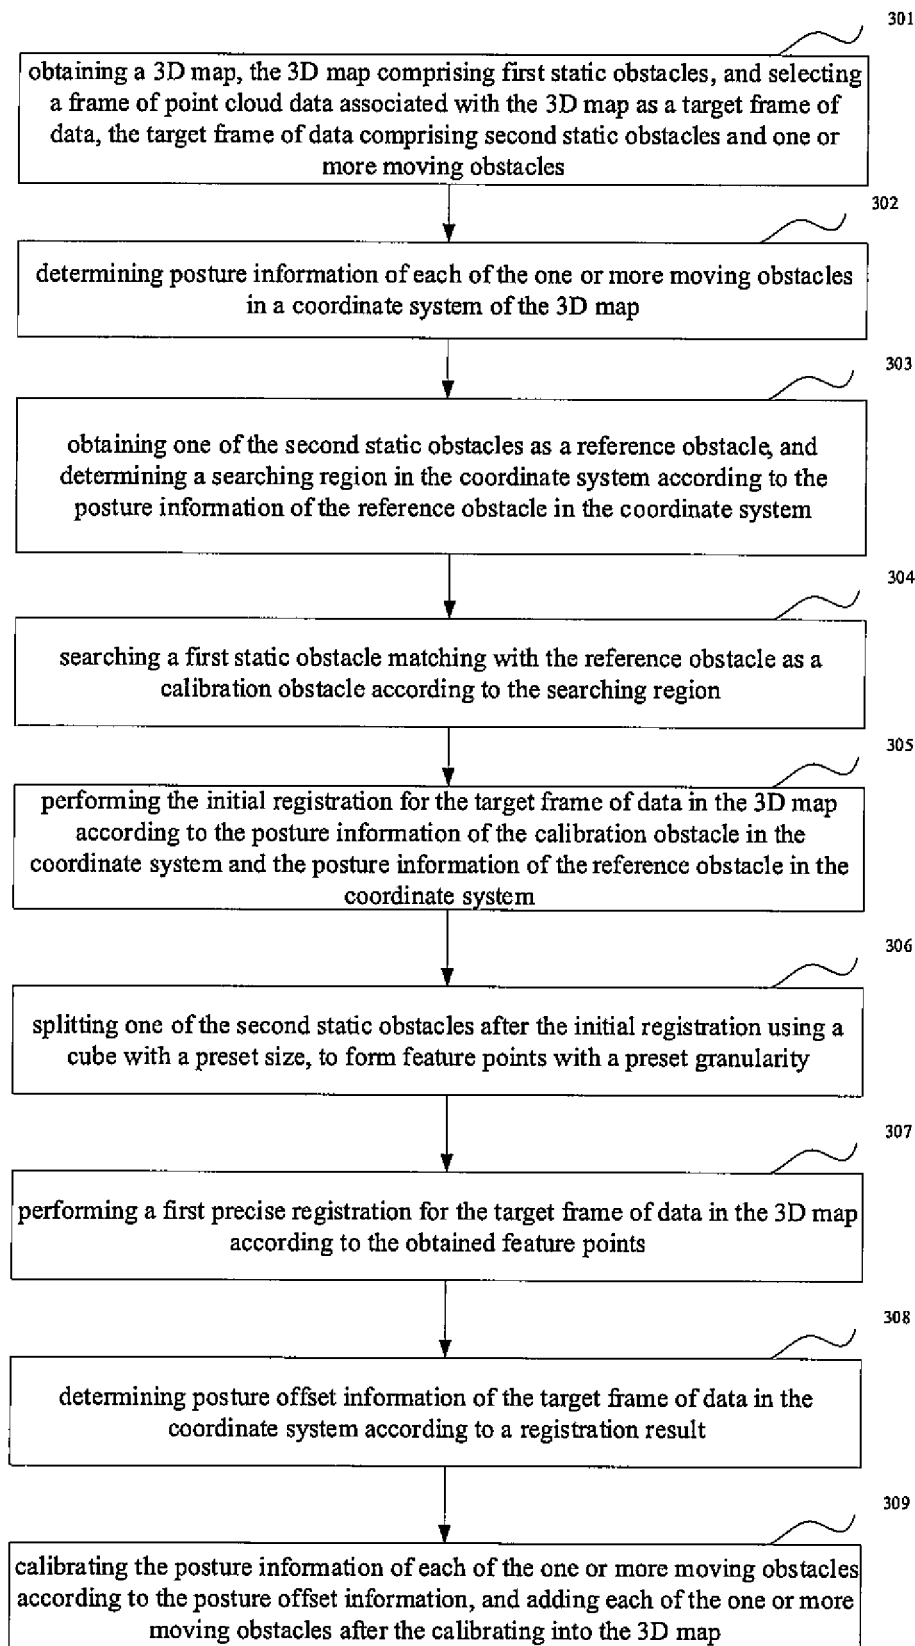 301
obtaining a 3D map, the 3D map comprising first static obstacles, and selecting
a frame of point cloud data associated with the 3D map as a target frame of
data, the target frame of data comprising second static obstacles and one or
more moving obstacles
302
determining posture information of each of the one or more moving obstacles
in a coordinate system of the 3D map
303
obtaining one of the second static obstacles as a reference obstacle, and
determining a searching region in the coordinate system according to the
posture information of the reference obstacle in the coordinate system
304
searching a first static obstacle matching with the reference obstacle as a
calibration obstacle according to the searching region
305
performing the initial registration for the target frame of data in the 3D map
according to the posture information of the calibration obstacle in the
coordinate system and the posture information of the reference obstacle in the
coordinate system
306
splitting one of the second static obstacles after the initial registration using a
cube with a preset size, to form feature points with a preset granularity
307
performing a first precise registration for the target frame of data in the 3D map
according to the obtained feature points
308
determining posture offset information of the target frame of data in the
coordinate system according to a registration result
309
calibrating the posture information of each of the one or more moving obstacles
according to the posture offset information, and adding each of the one or more
moving obstacles after the calibrating into the 3D map